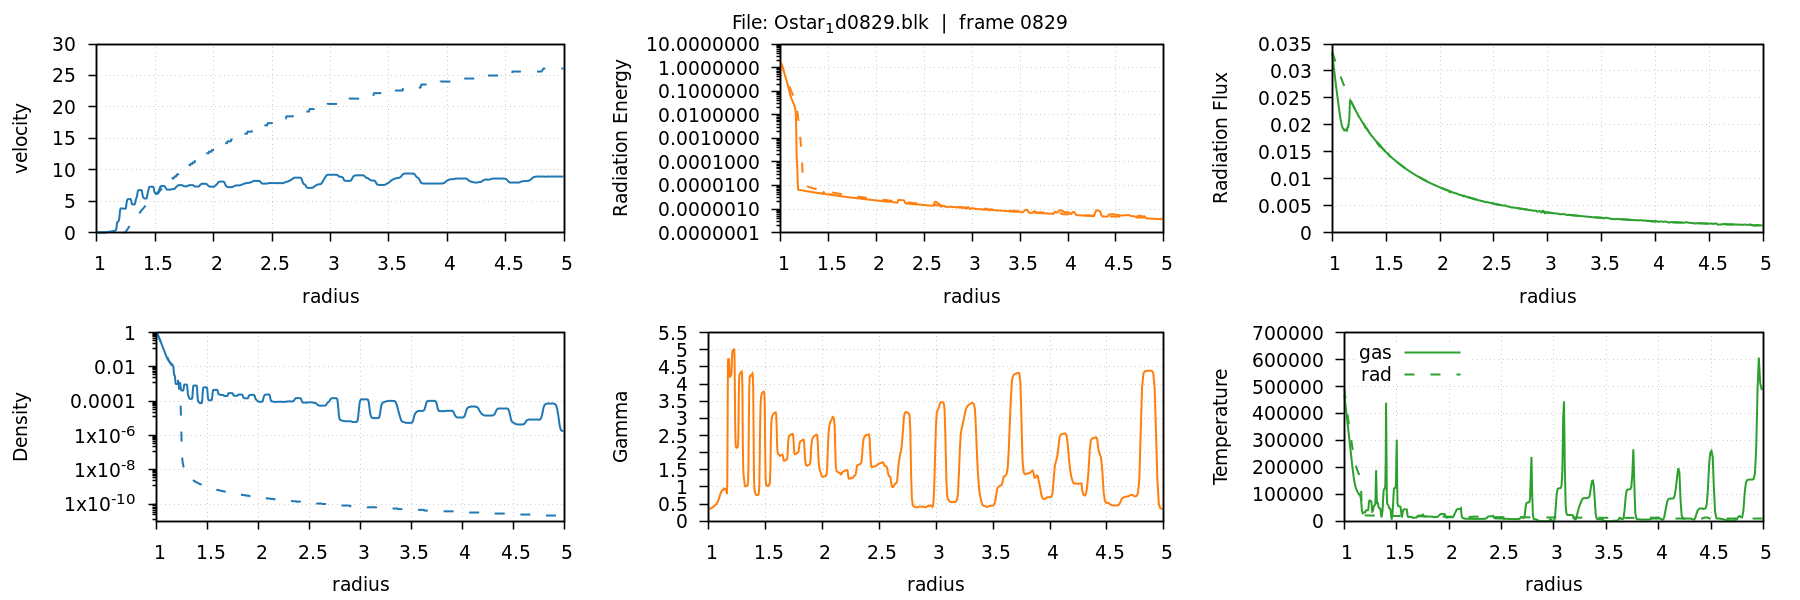 File: Ostar1d0829.blk | frame 0829
30
25
20
15
10
5
0
velocity
1 1.5 2 2.5 3 3.5 4 4.5 5
radius
10.0000000
1.0000000
0.1000000
0.0100000
0.0010000
0.0001000
0.0000100
0.0000010
0.0000001
Radiation Energy
1 1.5 2 2.5 3 3.5 4 4.5 5
radius
0.035
0.03
0.025
0.02
0.015
0.01
0.005
0
Radiation Flux
1 1.5 2 2.5 3 3.5 4 4.5 5
radius
1
0.01
0.0001
1x10-6
1x10-8
1x10-10
Density
1 1.5 2 2.5 3 3.5 4 4.5 5
radius
5.5
5
4.5
4
3.5
3
2.5
2
1.5
1
0.5
0
Gamma
1 1.5 2 2.5 3 3.5 4 4.5 5
radius
700000
600000
500000
400000
300000
200000
100000
0
Temperature
gas
rad
1 1.5 2 2.5 3 3.5 4 4.5 5
radius